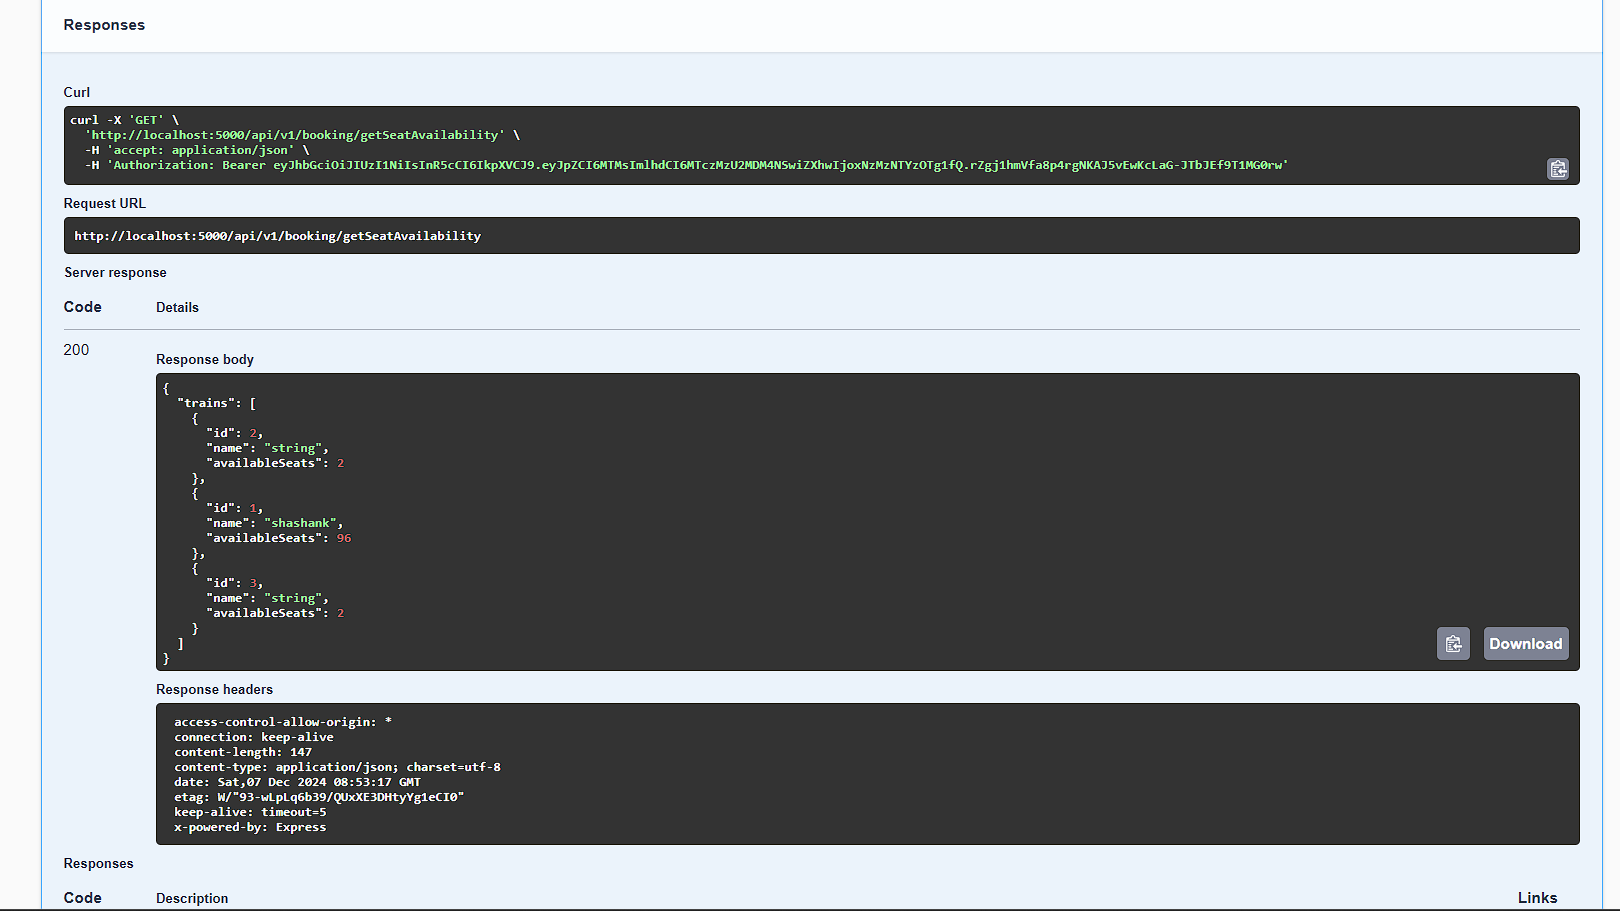 Responses
Curl
curl -X 'GET' \
'http://localhost:5000/api/v1/booking/getSeatAvailability' \
-H 'accept: application/json' \
-H 'Authorization: Bearer eyJhbGciOiJIUzI1NiIsInR5cCI6IkpXVCJ9.eyJpZCI6MTMsImlhdCI6MTczMzU2MDM4NSwiZXhwIjoxNzMzNTYzOTg1fQ.rZgj1hmVfa8p4rgNKAJ5vEwKcLaG-JTbJEf9T1MG0rw'
Request URL
http://localhost:5000/api/v1/booking/getSeatAvailability
Server response
Code Details
200
Response body
{
"trains": [
{
"id": 2,
"name": "string",
"availableSeats": 2
},
{
"id": 1,
"name": "shashank",
"availableSeats": 96
},
{
"id": 3,
"name": "string",
"availableSeats": 2
}
]
}
Download
Response headers
access-control-allow-origin: *
connection: keep-alive
content-length: 147
content-type: application/json; charset=utf-8
date: Sat,07 Dec 2024 08:53:17 GMT
etag: W/"93-wLpLq6b39/QUxXE3DHtyYg1eCI0"
keep-alive: timeout=5
x-powered-by: Express
Responses
Code Description Links